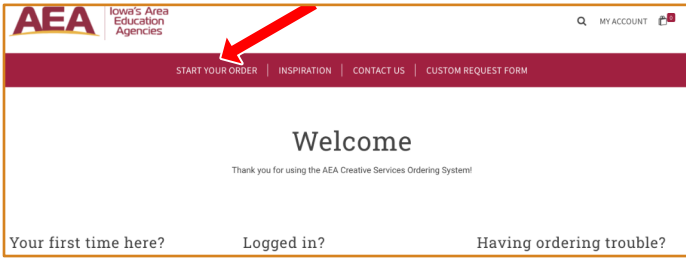 AEA
Iowa's Area
Education
Agencies
MY ACCOUNT
START YOUR ORDER | INSPIRATION | CONTACT US | CUSTOM REQUEST FORM
Welcome
Thank you for using the AEA Creative Services Ordering System!
Your first time here? Logged in? Having ordering trouble?